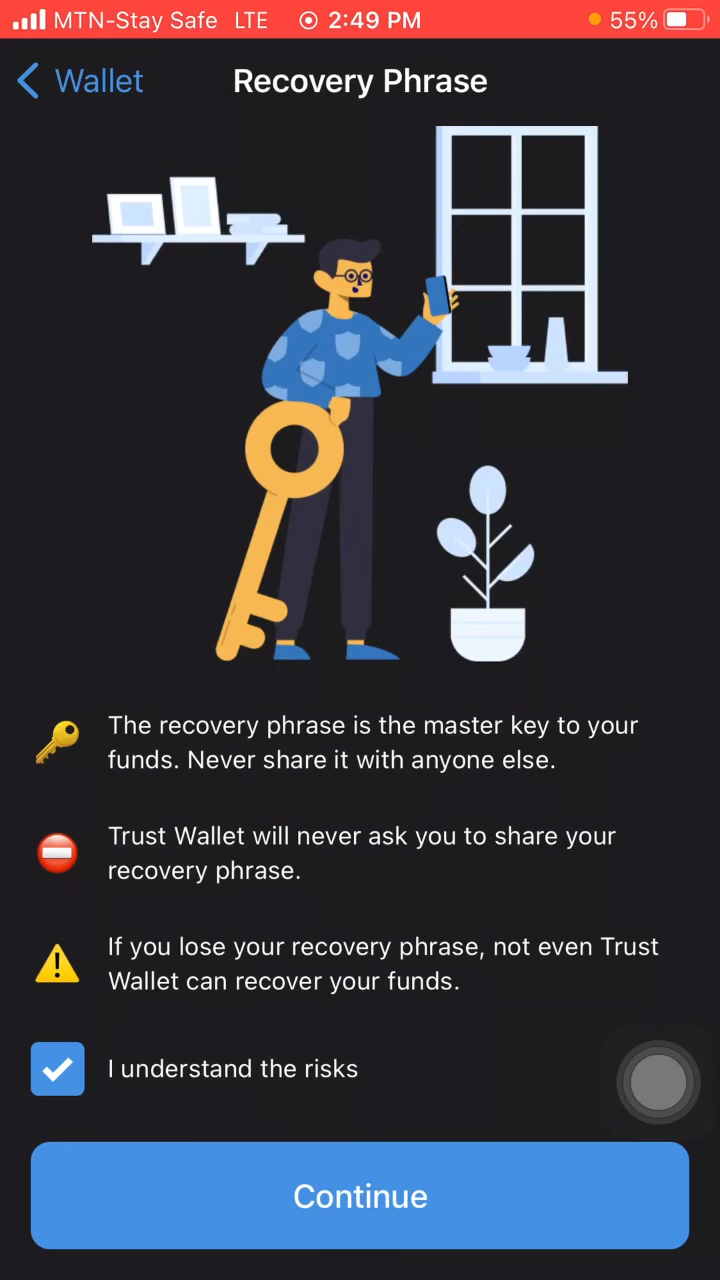 MTN-Stay Safe LTE 2:49 PM 55%
Wallet Recovery Phrase
The recovery phrase is the master key to your
funds. Never share it with anyone else.
Trust Wallet will never ask you to share your
recovery phrase.
If you lose your recovery phrase, not even Trust
Wallet can recover your funds.
I understand the risks
Continue